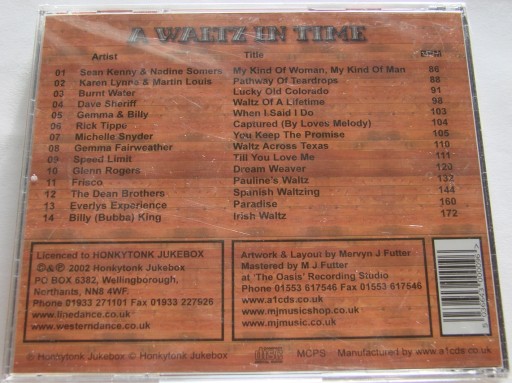 A WALTZ IN TIME
Artist Title BPM
01 Sean Kenny & Nadine Somers My Kind Of Woman, My Kind Of Man 86
02 Karen Lynne & Martin Louis Pathway Of Teardrops 88
03 Burnt Water Lucky Old Colorado 91
04 Dave Sheriff Waltz Of A Lifetime 98
05 Gemma & Billy When I Said I Do 103
06 Rick Tippe Captured (By Loves Melody) 104
07 Michelle Snyder You Keep The Promise 105
08 Gemma Fairweather Waltz Across Texas 110
09 Speed Limit Till You Love Me 111
10 Glenn Rogers Dream Weaver 120
11 Frisco Pauline's Waltz 132
12 The Dean Brothers Spanish Waltzing 144
13 Everlys Experience Paradise 160
14 Billy (Bubba) King Irish Waltz 172
Licenced to HONKYTONK JUKEBOX
©&℗ 2002 Honkytonk Jukebox
PO BOX 6382, Wellingborough,
Northants, NN8 4WF.
Phone 01933 271101 Fax 01933 227526
www.linedance.co.uk
www.westerndance.co.uk
Artwork & Layout by Mervyn J Futter
Mastered by M J Futter
at 'The Oasis' Recording Studio
Phone 01553 617546 Fax 01553 617546
www.a1cds.co.uk
www.mjmusicshop.co.uk
www.mjmusic.co.uk
℗ Honkytonk Jukebox © Honkytonk Jukebox MCPS Manufactured by www.a1cds.co.uk